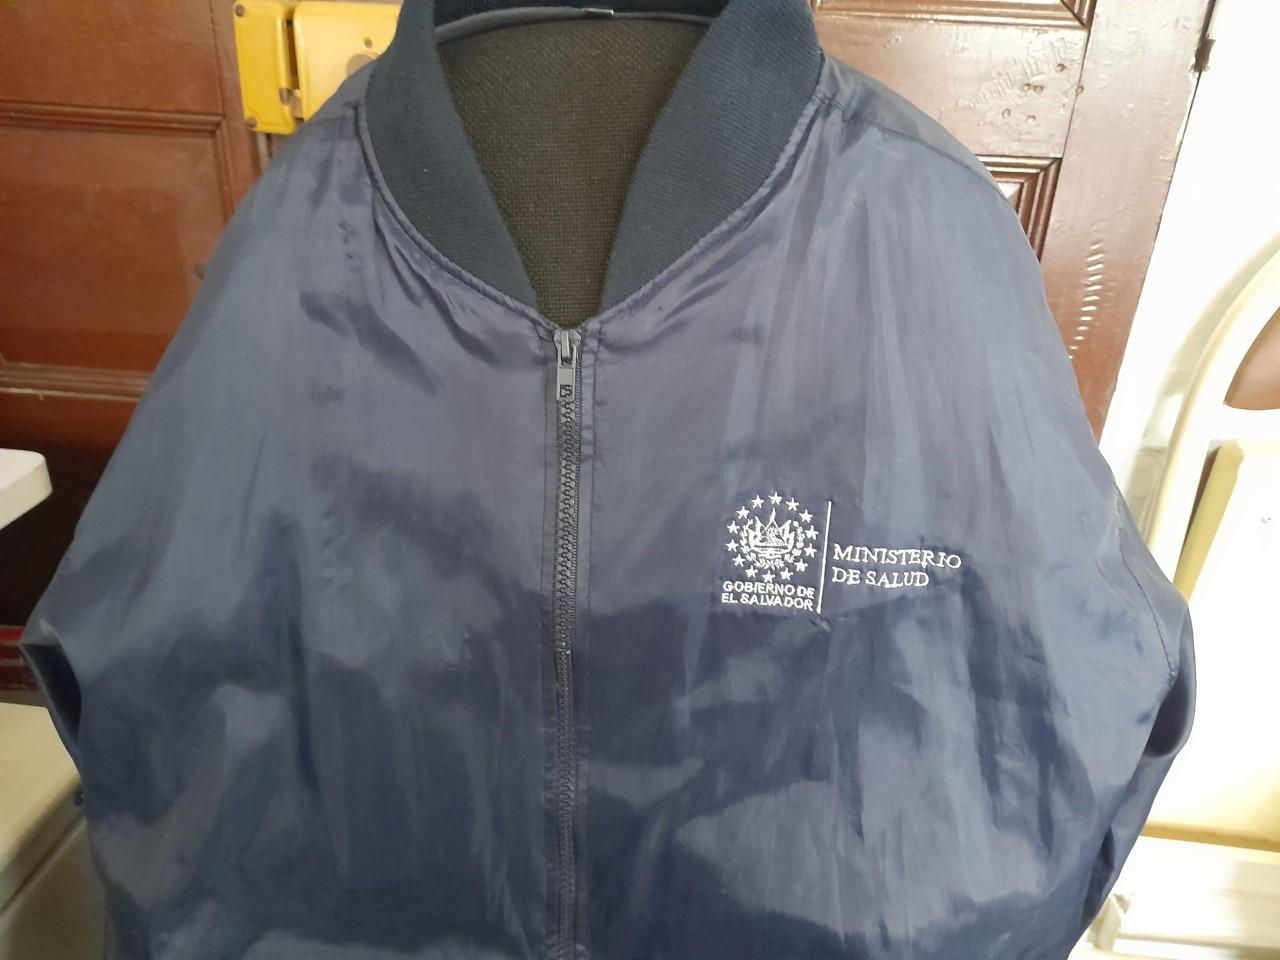 GOBIERNO DE
EL SALVADOR
MINISTERIO
DE SALUD